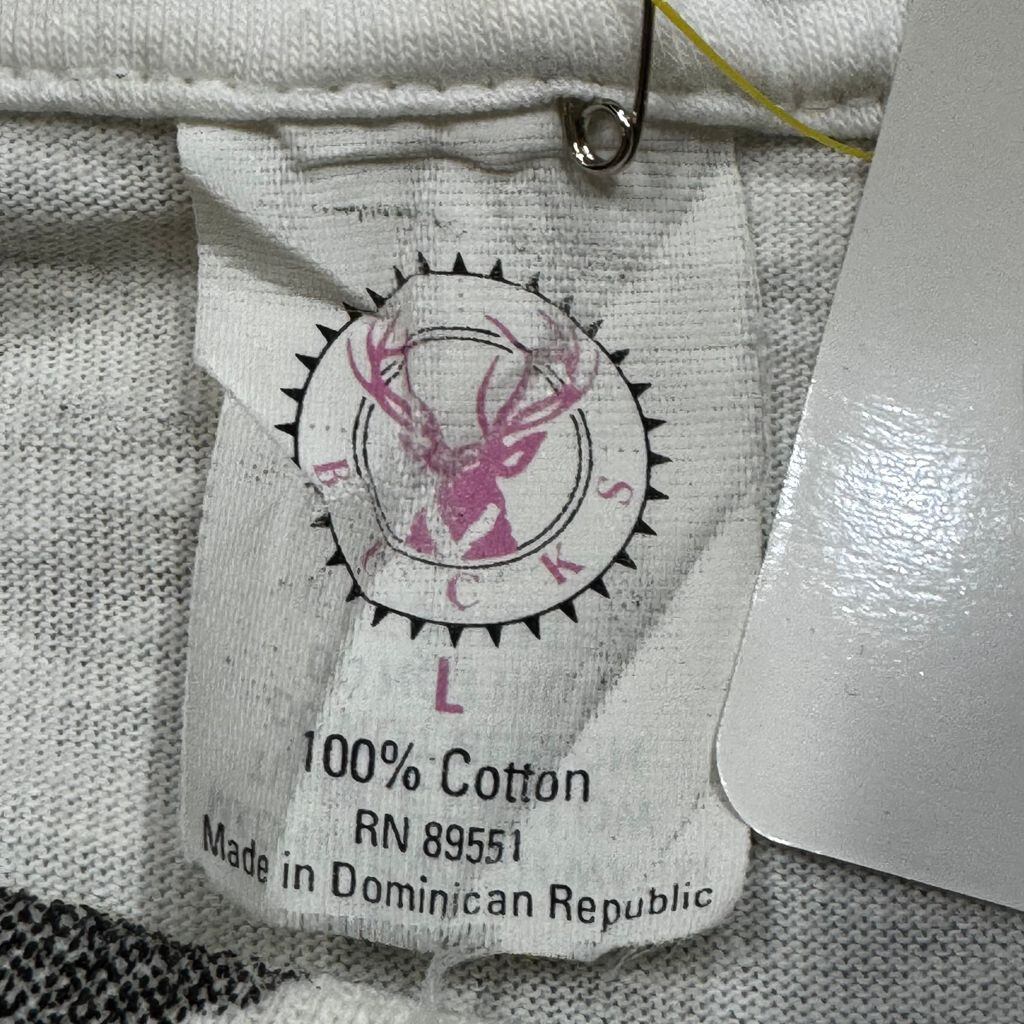 BUCKS
L
100% Cotton
RN 89551
Made in Dominican Republic